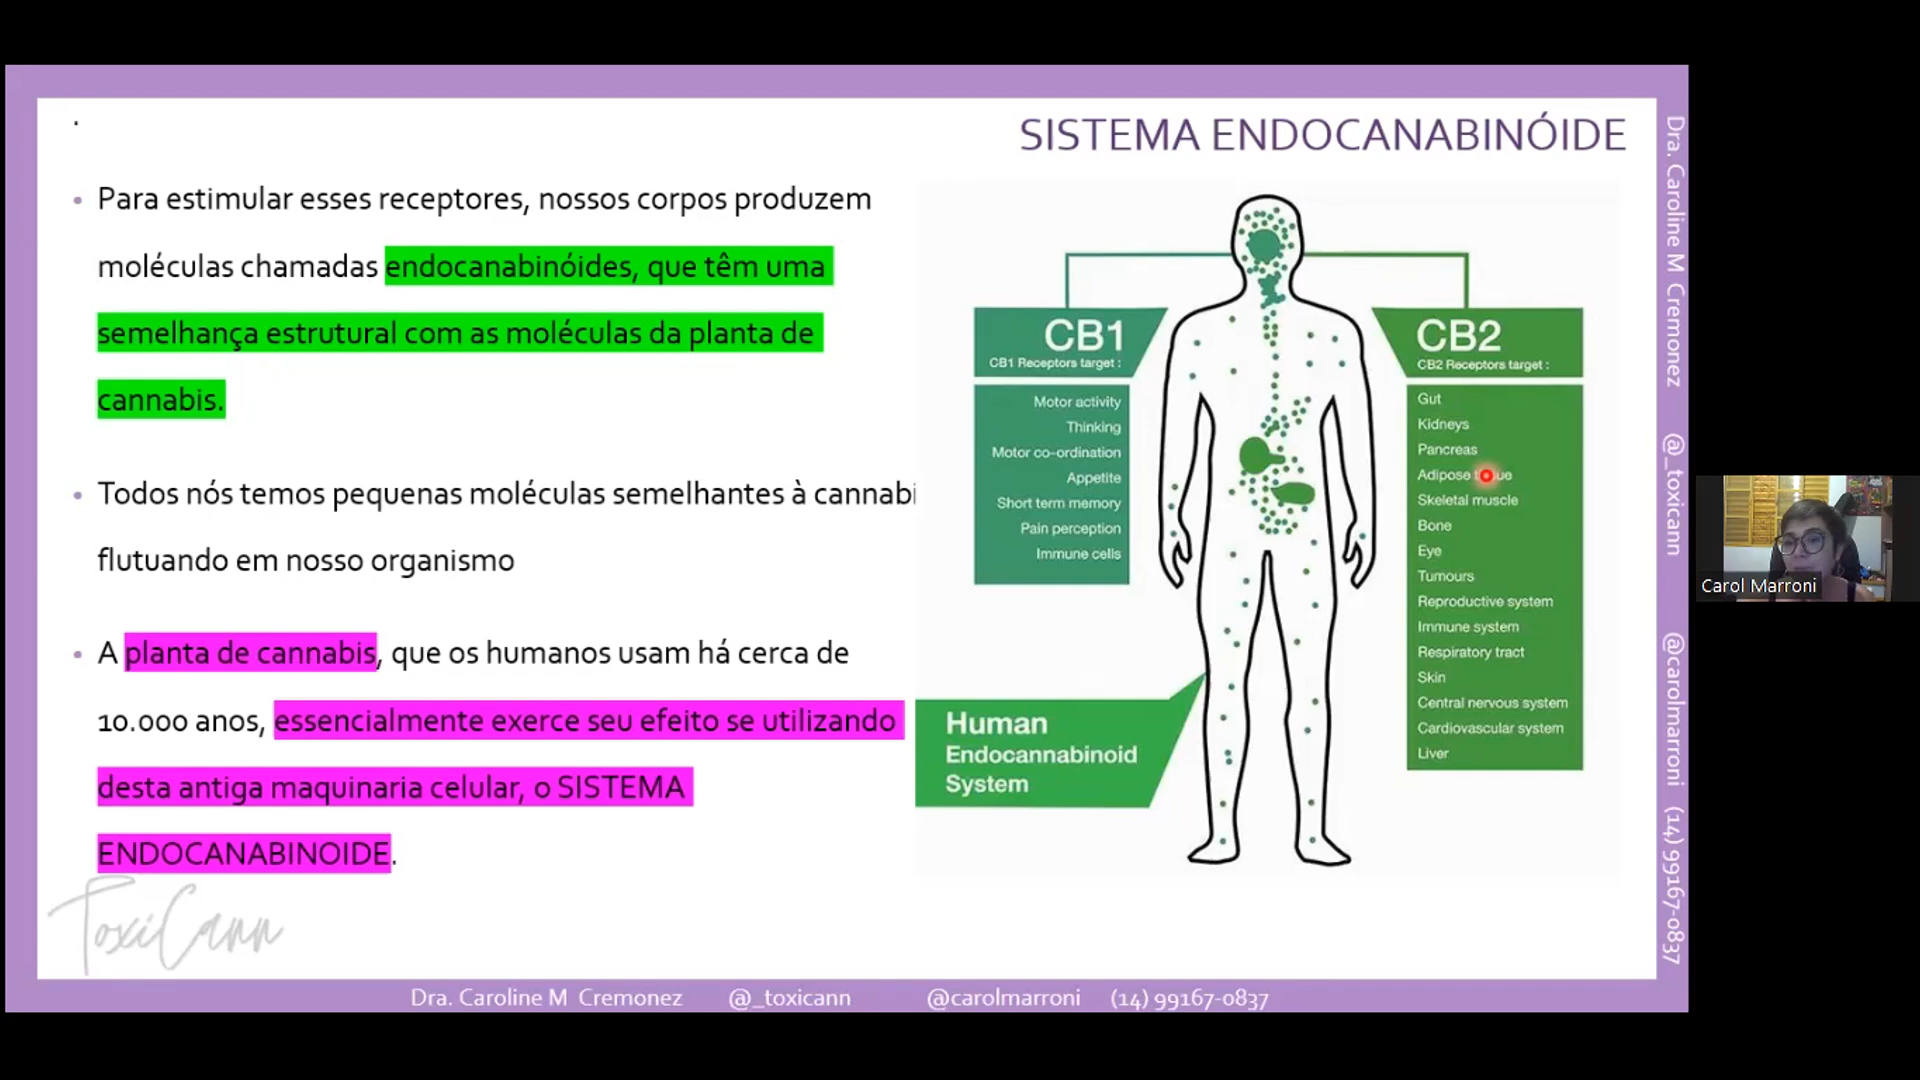 SISTEMA ENDOCANABINÓIDE
• Para estimular esses receptores, nossos corpos produzem
moléculas chamadas endocanabinóides, que têm uma
semelhança estrutural com as moléculas da planta de
cannabis.
• Todos nós temos pequenas moléculas semelhantes à cannabi
flutuando em nosso organismo
• A planta de cannabis, que os humanos usam há cerca de
10.000 anos, essencialmente exerce seu efeito se utilizando
desta antiga maquinaria celular, o SISTEMA
ENDOCANABINOIDE.
CB1
CB1 Receptors target :
Motor activity
Thinking
Motor co-ordination
Appetite
Short term memory
Pain perception
Immune cells
CB2
CB2 Receptors target :
Gut
Kidneys
Pancreas
Adipose
Skeletal muscle
Bone
Eye
Tumours
Reproductive system
Immune system
Respiratory tract
Skin
Central nervous system
Cardiovascular system
Liver
Human
Endocannabinoid
System
ToxiCann
Dra. Caroline M Cremonez @_toxicann @carolmarroni (14) 99167-0837
Dra. Caroline M Cremonez @_toxicann @carolmarroni (14) 99167-0837
Carol Marroni